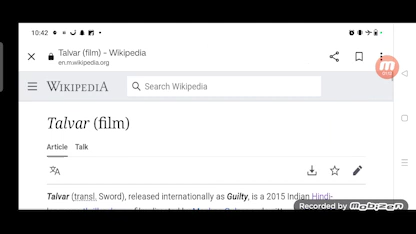 10:42
Talvar (film) - Wikipedia
en.m.wikipedia.org
WIKIPEDIA
Search Wikipedia
Talvar (film)
Article Talk
Talvar (transl. Sword), released internationally as Guilty, is a 2015 Indian Hindi-
Recorded by mobizen